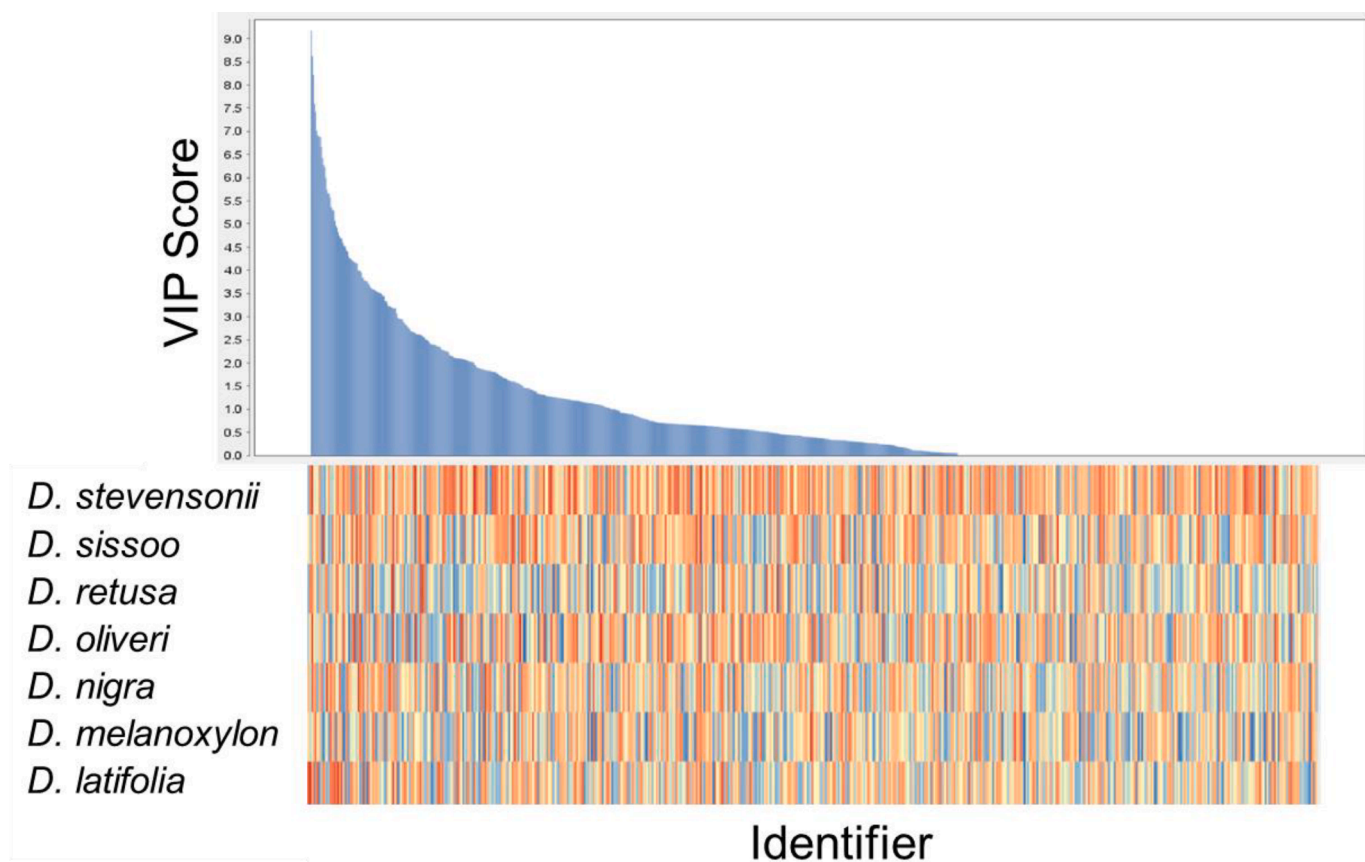 VIP Score
9.0
8.5
8.0
7.5
7.0
6.5
6.0
5.5
5.0
4.5
4.0
3.5
3.0
2.5
2.0
1.5
1.0
0.5
0.0
D. stevensonii
D. sissoo
D. retusa
D. oliveri
D. nigra
D. melanoxylon
D. latifolia
Identifier